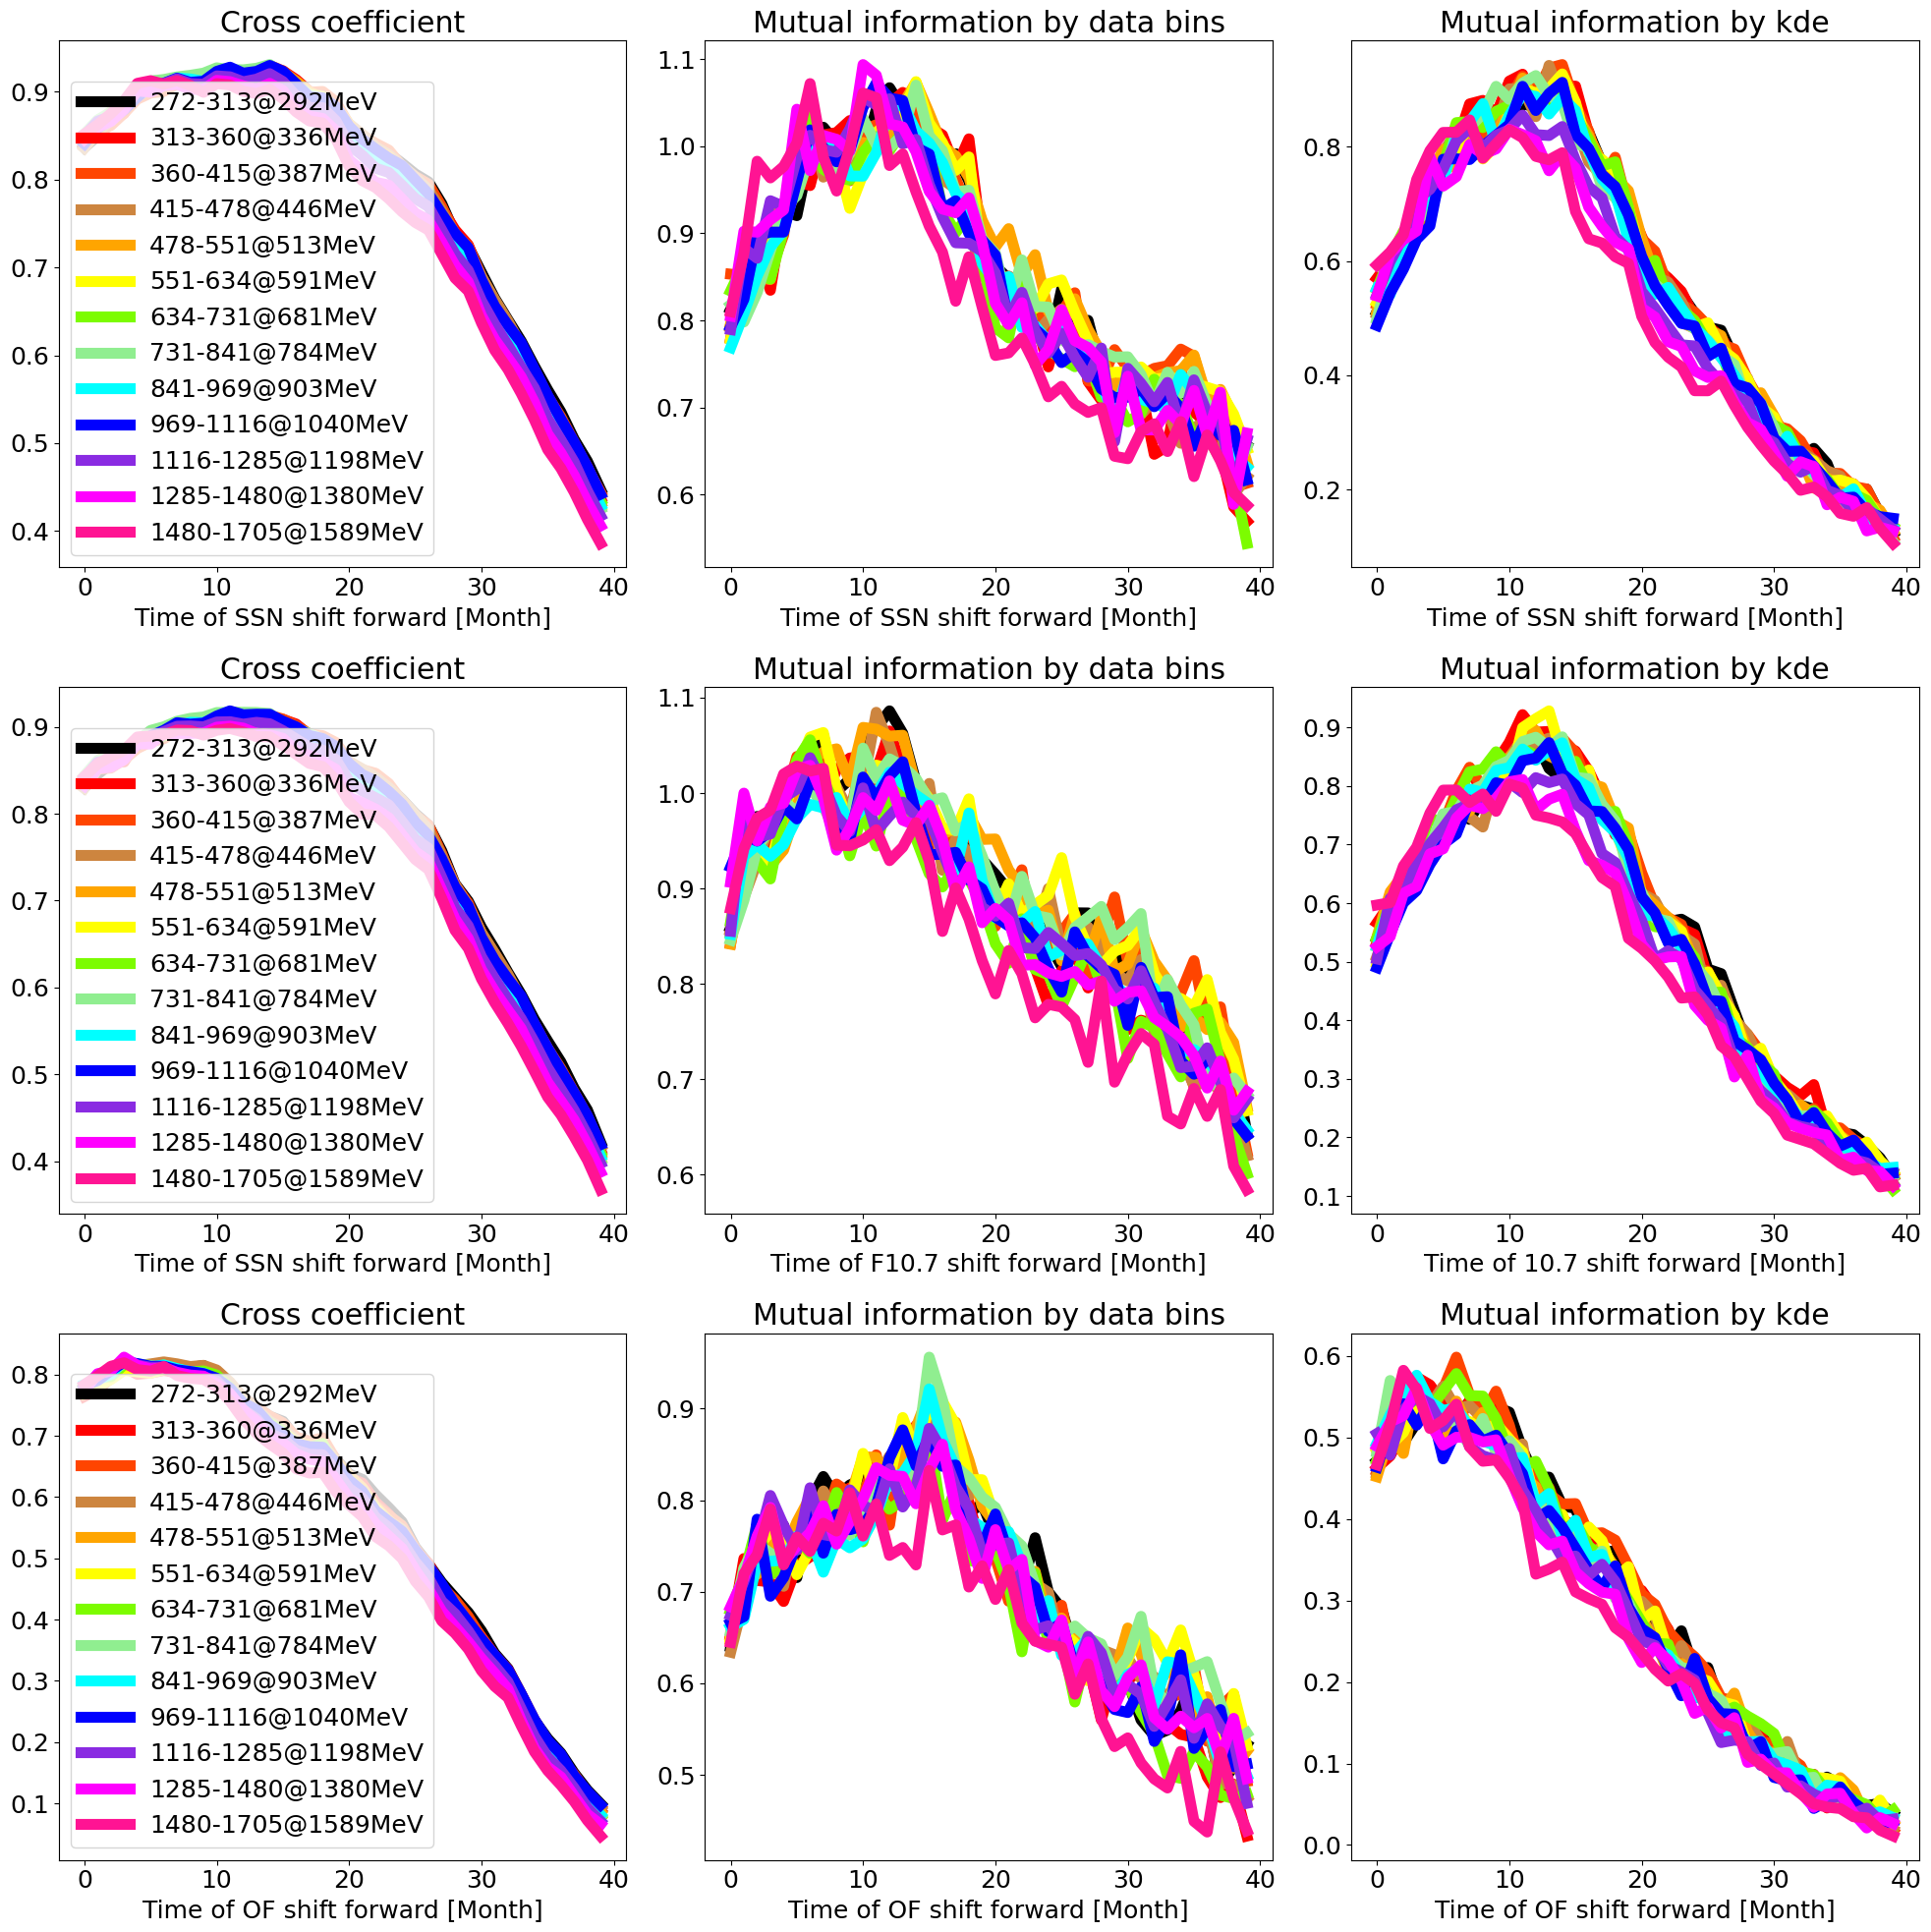 Cross coefficient
0.9
0.8
0.7
0.6
0.5
0.4
272-313@292MeV
313-360@336MeV
360-415@387MeV
415-478@446MeV
478-551@513MeV
551-634@591MeV
634-731@681MeV
731-841@784MeV
841-969@903MeV
969-1116@1040MeV
1116-1285@1198MeV
1285-1480@1380MeV
1480-1705@1589MeV
0 10 20 30 40
Time of SSN shift forward [Month]
Mutual information by data bins
1.1
1.0
0.9
0.8
0.7
0.6
0 10 20 30 40
Time of SSN shift forward [Month]
Mutual information by kde
0.8
0.6
0.4
0.2
0 10 20 30 40
Time of SSN shift forward [Month]
Cross coefficient
0.9
0.8
0.7
0.6
0.5
0.4
272-313@292MeV
313-360@336MeV
360-415@387MeV
415-478@446MeV
478-551@513MeV
551-634@591MeV
634-731@681MeV
731-841@784MeV
841-969@903MeV
969-1116@1040MeV
1116-1285@1198MeV
1285-1480@1380MeV
1480-1705@1589MeV
0 10 20 30 40
Time of SSN shift forward [Month]
Mutual information by data bins
1.1
1.0
0.9
0.8
0.7
0.6
0 10 20 30 40
Time of F10.7 shift forward [Month]
Mutual information by kde
0.9
0.8
0.7
0.6
0.5
0.4
0.3
0.2
0.1
0 10 20 30 40
Time of 10.7 shift forward [Month]
Cross coefficient
0.8
0.7
0.6
0.5
0.4
0.3
0.2
0.1
272-313@292MeV
313-360@336MeV
360-415@387MeV
415-478@446MeV
478-551@513MeV
551-634@591MeV
634-731@681MeV
731-841@784MeV
841-969@903MeV
969-1116@1040MeV
1116-1285@1198MeV
1285-1480@1380MeV
1480-1705@1589MeV
0 10 20 30 40
Time of OF shift forward [Month]
Mutual information by data bins
0.9
0.8
0.7
0.6
0.5
0 10 20 30 40
Time of OF shift forward [Month]
Mutual information by kde
0.6
0.5
0.4
0.3
0.2
0.1
0.0
0 10 20 30 40
Time of OF shift forward [Month]